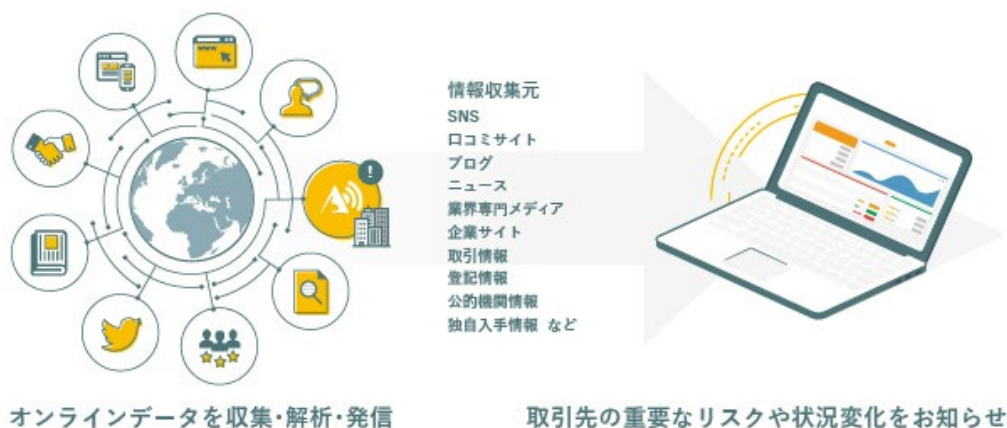 www
情報収集元
SNS
口コミサイト
ブログ
ニュース
業界専門メディア
企業サイト
取引情報
登記情報
公的機関情報
独自入手情報 など
オンラインデータを収集・解析・発信
取引先の重要なリスクや状況変化をお知らせ